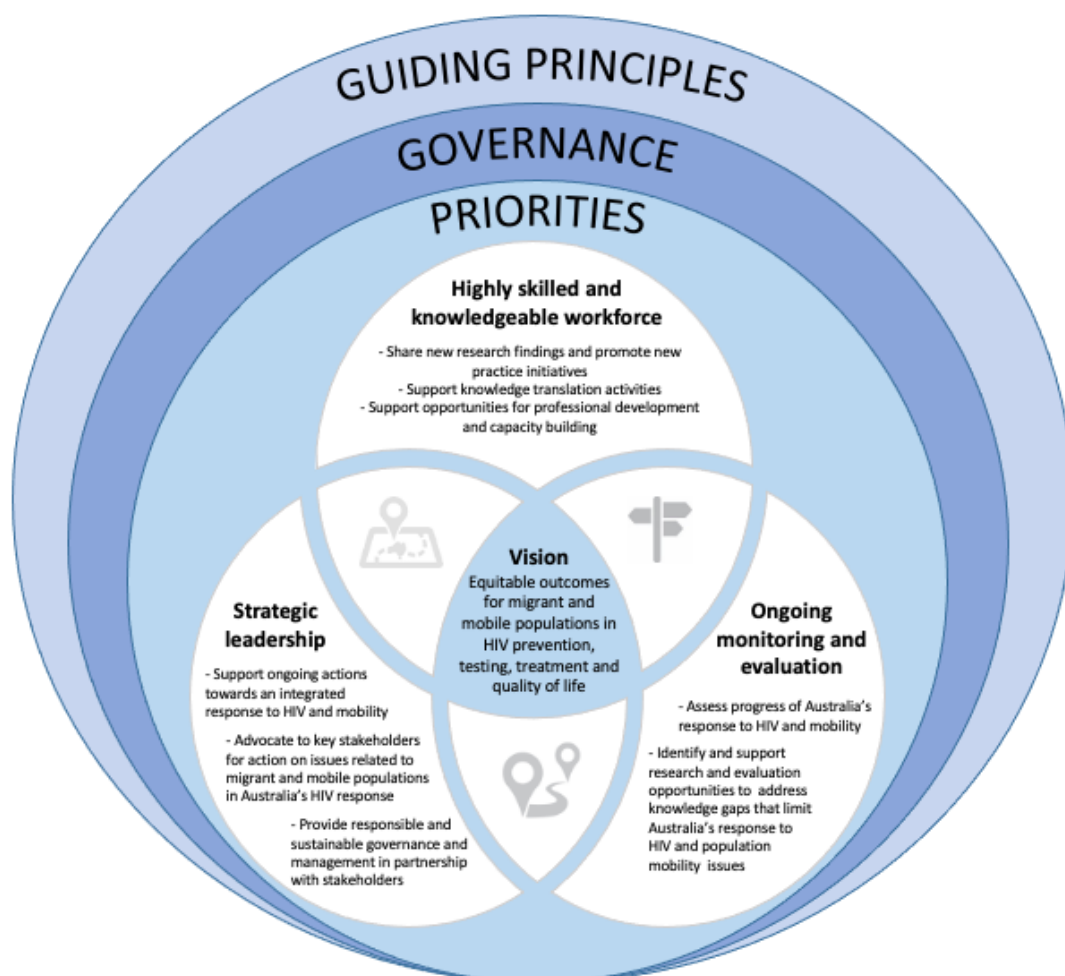 GUIDING PRINCIPLES
GOVERNANCE
PRIORITIES
Highly skilled and
knowledgeable workforce
- Share new research findings and promote new
practice initiatives
- Support knowledge translation activities
- Support opportunities for professional development
and capacity building
Vision
Equitable outcomes
for migrant and
mobile populations in
HIV prevention,
testing, treatment and
quality of life
Strategic
leadership
- Support ongoing actions
towards an integrated
response to HIV and mobility
- Advocate to key stakeholders
for action on issues related to
migrant and mobile populations
in Australia's HIV response
- Provide responsible and
sustainable governance and
management in partnership
with stakeholders
Ongoing
monitoring and
evaluation
- Assess progress of Australia's
response to HIV and mobility
- Identify and support
research and evaluation
opportunities to address
knowledge gaps that limit
Australia's response to
HIV and population
mobility issues